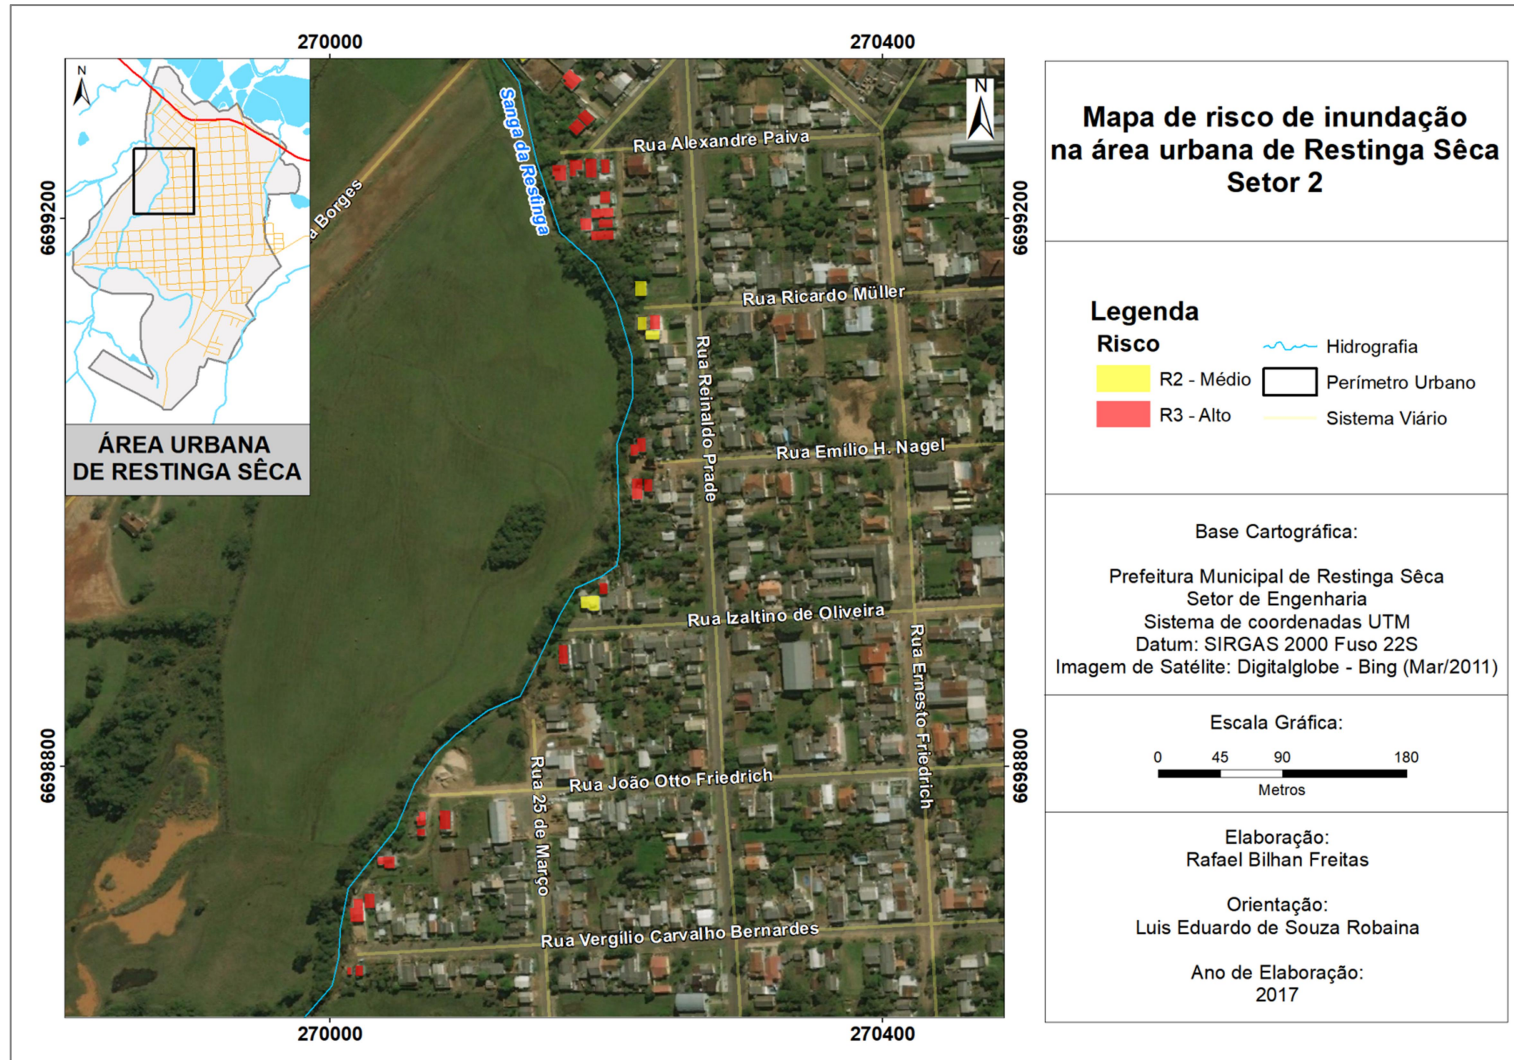 270000
270400
N
ÁREA URBANA
DE RESTINGA SÊCA
6699200
6698800
a Borges
Sanga da Restinga
N
Rua Alexandre Paiva
Rua Ricardo Müller
Rua Reinaldo Prade
Rua Emílio H. Nagel
Rua Izaltino de Oliveira
Rua Ernesto Friedrich
Rua João Otto Friedrich
Rua 25 de Março
Rua Vergílio Carvalho Bernardes
6699200
6698800
270000
270400
Mapa de risco de inundação
na área urbana de Restinga Sêca
Setor 2
Legenda
Risco
R2 - Médio
R3 - Alto
Hidrografia
Perímetro Urbano
Sistema Viário
Base Cartográfica:
Prefeitura Municipal de Restinga Sêca
Setor de Engenharia
Sistema de coordenadas UTM
Datum: SIRGAS 2000 Fuso 22S
Imagem de Satélite: Digitalglobe - Bing (Mar/2011)
Escala Gráfica:
0 45 90 180
Metros
Elaboração:
Rafael Bilhan Freitas
Orientação:
Luis Eduardo de Souza Robaina
Ano de Elaboração:
2017